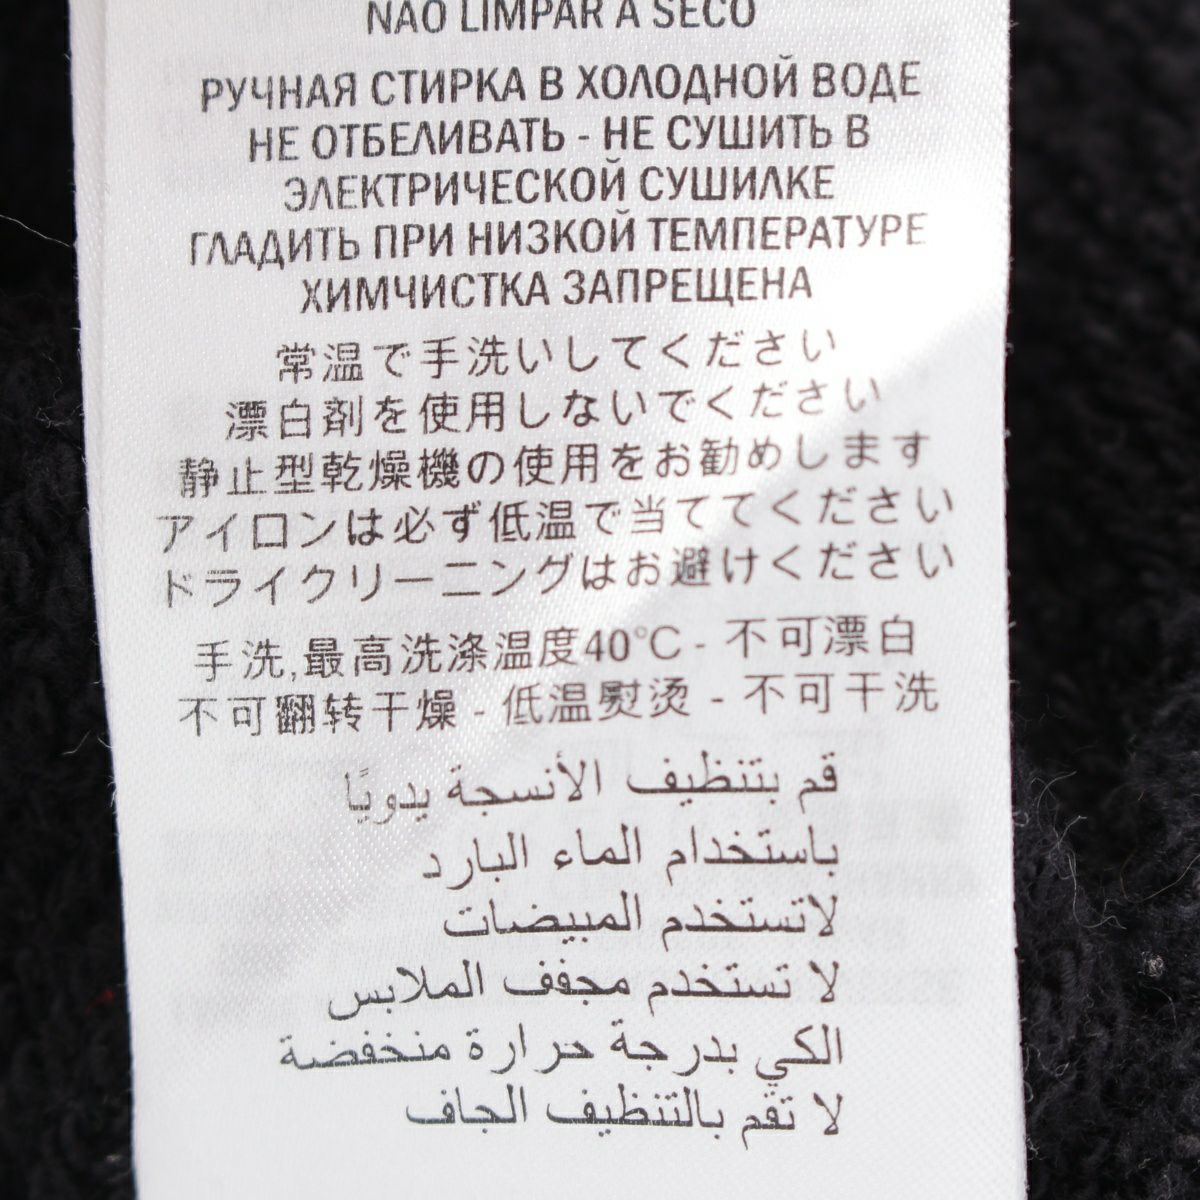 NÃO LIMPAR A SECO
РУЧНАЯ СТИРКА В ХОЛОДНОЙ ВОДЕ
НЕ ОТБЕЛИВАТЬ - НЕ СУШИТЬ В
ЭЛЕКТРИЧЕСКОЙ СУШИЛКЕ
ГЛАДИТЬ ПРИ НИЗКОЙ ТЕМПЕРАТУРЕ
ХИМЧИСТКА ЗАПРЕЩЕНА
常温で手洗いしてください
漂白剤を使用しないでください
静止型乾燥機の使用をお勧めします
アイロンは必ず低温で当ててください
ドライクリーニングはお避けください
手洗,最高洗涤温度40°C - 不可漂白
不可翻转干燥 - 低温熨烫 - 不可干洗
قم بتنظيف الأنسجة يدويًا
باستخدام الماء البارد
لاتستخدم المبيضات
لا تستخدم مجفف الملابس
الكي بدرجة حرارة منخفضة
لا تقم بالتنظيف الجاف